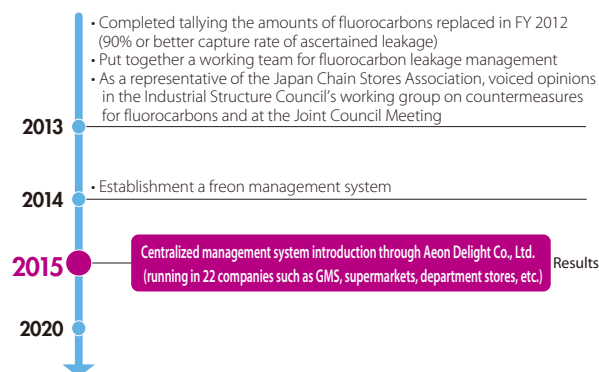 • Completed tallying the amounts of fluorocarbons replaced in FY 2012
(90% or better capture rate of ascertained leakage)
• Put together a working team for fluorocarbon leakage management
• As a representative of the Japan Chain Stores Association, voiced opinions
in the Industrial Structure Council's working group on countermeasures
for fluorocarbons and at the Joint Council Meeting
2013
• Establishment a freon management system
2014
Centralized management system introduction through Aeon Delight Co., Ltd.
(running in 22 companies such as GMS, supermarkets, department stores, etc.)
2015
Results
2020